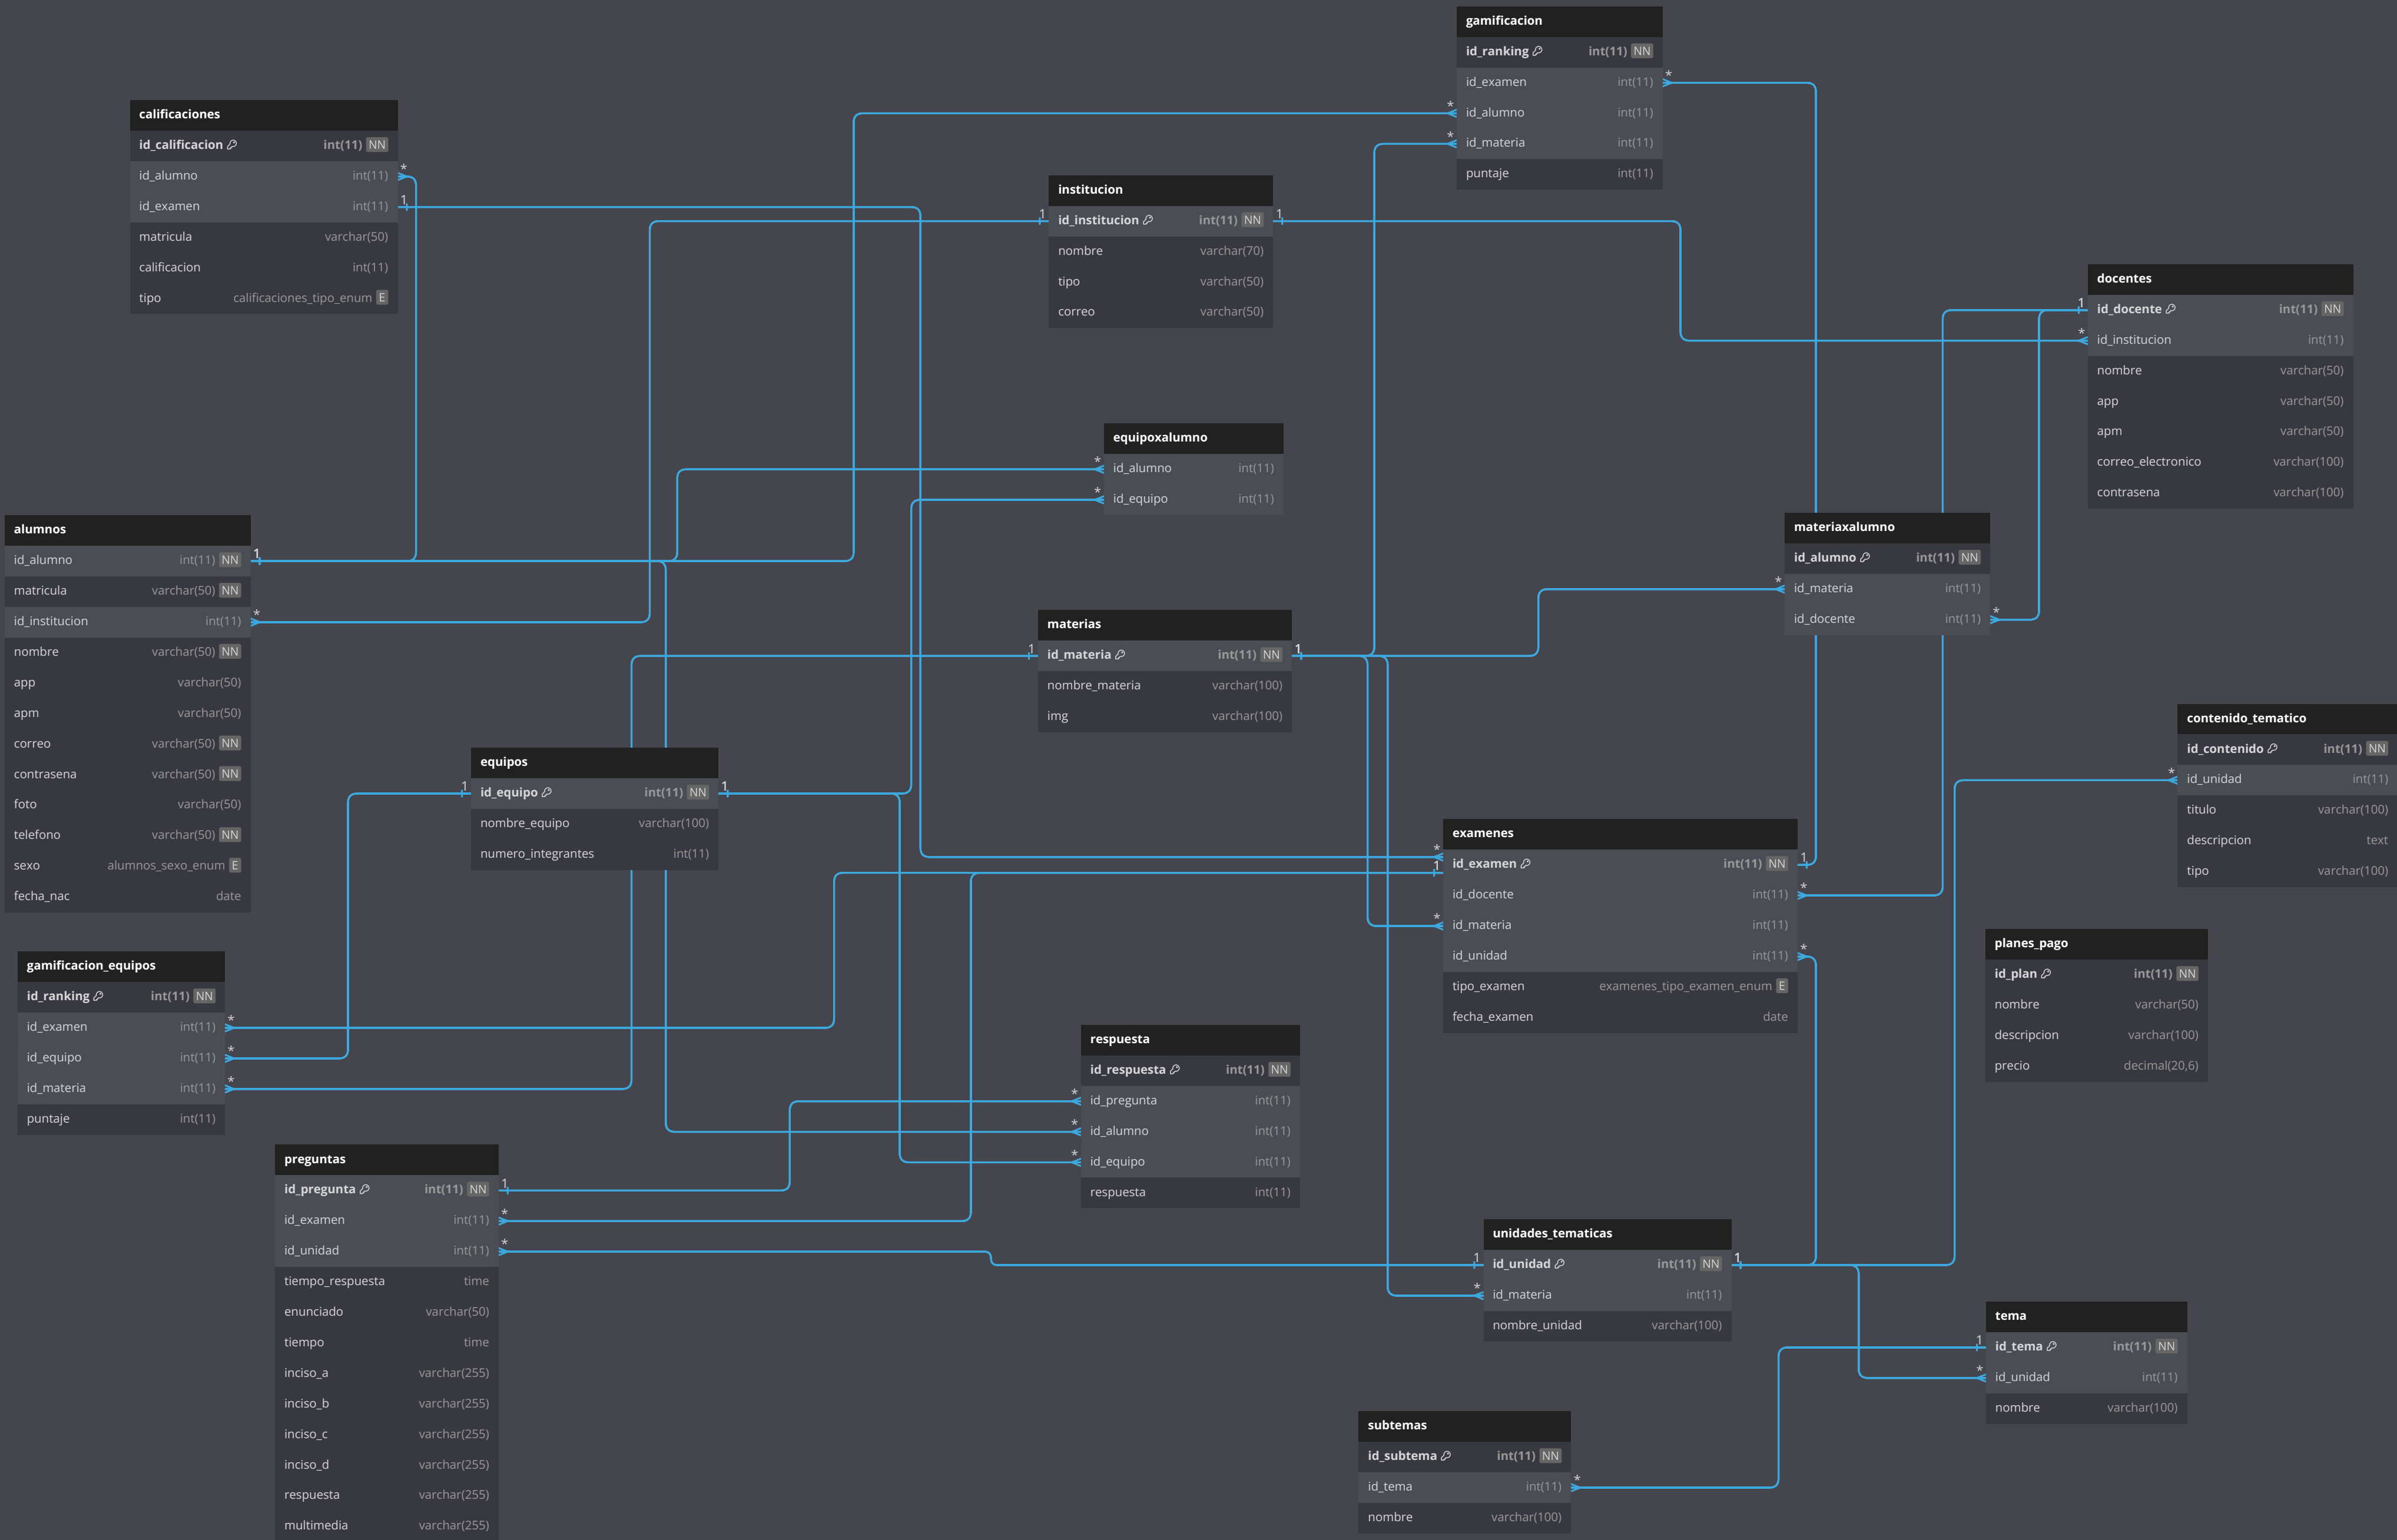 gamificacion
id_ranking int(11) NN
id_examen int(11)
id_alumno int(11)
id_materia int(11)
puntaje int(11)
calificaciones
id_calificacion int(11) NN
id_alumno int(11)
id_examen int(11)
matricula varchar(50)
calificacion int(11)
tipo calificaciones_tipo_enum E
institucion
id_institucion int(11) NN
nombre varchar(70)
tipo varchar(50)
correo varchar(50)
docentes
id_docente int(11) NN
id_institucion int(11)
nombre varchar(50)
app varchar(50)
apm varchar(50)
correo_electronico varchar(100)
contrasena varchar(100)
equipoxalumno
id_alumno int(11)
id_equipo int(11)
alumnos
id_alumno int(11) NN
matricula varchar(50) NN
id_institucion int(11)
nombre varchar(50) NN
app varchar(50)
apm varchar(50)
correo varchar(50) NN
contrasena varchar(50) NN
foto varchar(50)
telefono varchar(50) NN
sexo alumnos_sexo_enum E
fecha_nac date
materiaxalumno
id_alumno int(11) NN
id_materia int(11)
id_docente int(11)
materias
id_materia int(11) NN
nombre_materia varchar(100)
img varchar(100)
contenido_tematico
id_contenido int(11) NN
id_unidad int(11)
titulo varchar(100)
descripcion text
tipo varchar(100)
equipos
id_equipo int(11) NN
nombre_equipo varchar(100)
numero_integrantes int(11)
examenes
id_examen int(11) NN
id_docente int(11)
id_materia int(11)
id_unidad int(11)
tipo_examen examenes_tipo_examen_enum E
fecha_examen date
planes_pago
id_plan int(11) NN
nombre varchar(50)
descripcion varchar(100)
precio decimal(20,6)
gamificacion_equipos
id_ranking int(11) NN
id_examen int(11)
id_equipo int(11)
id_materia int(11)
puntaje int(11)
respuesta
id_respuesta int(11) NN
id_pregunta int(11)
id_alumno int(11)
id_equipo int(11)
respuesta int(11)
preguntas
id_pregunta int(11) NN
id_examen int(11)
id_unidad int(11)
tiempo_respuesta time
enunciado varchar(50)
tiempo time
inciso_a varchar(255)
inciso_b varchar(255)
inciso_c varchar(255)
inciso_d varchar(255)
respuesta varchar(255)
multimedia varchar(255)
unidades_tematicas
id_unidad int(11) NN
id_materia int(11)
nombre_unidad varchar(100)
tema
id_tema int(11) NN
id_unidad int(11)
nombre varchar(100)
subtemas
id_subtema int(11) NN
id_tema int(11)
nombre varchar(100)